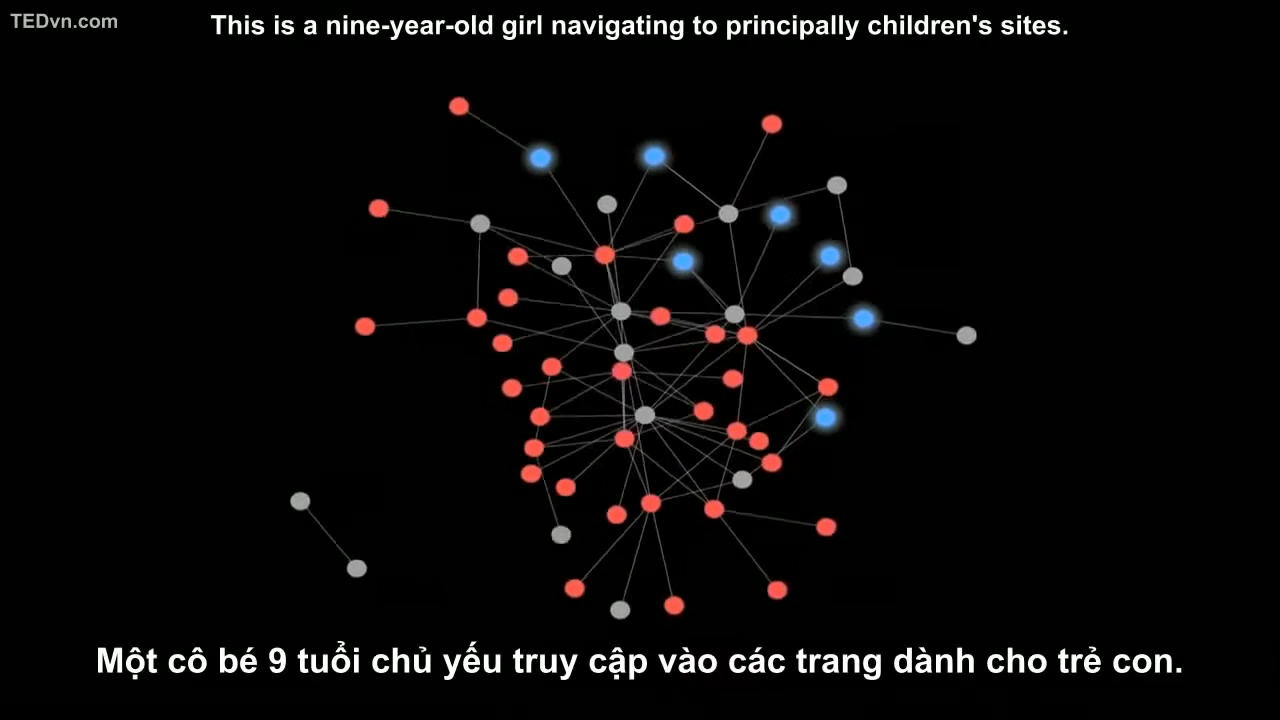 TEDvn.com
This is a nine-year-old girl navigating to principally children's sites.
Một cô bé 9 tuổi chủ yếu truy cập vào các trang dành cho trẻ con.